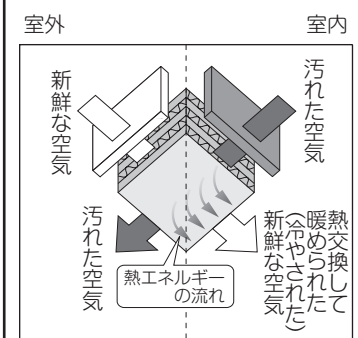 室外
室内
新鮮な空気
汚れた空気
汚れた空気
熱エネルギー
の流れ
熱交換して
暖められた
(冷やされた)
新鮮な空気